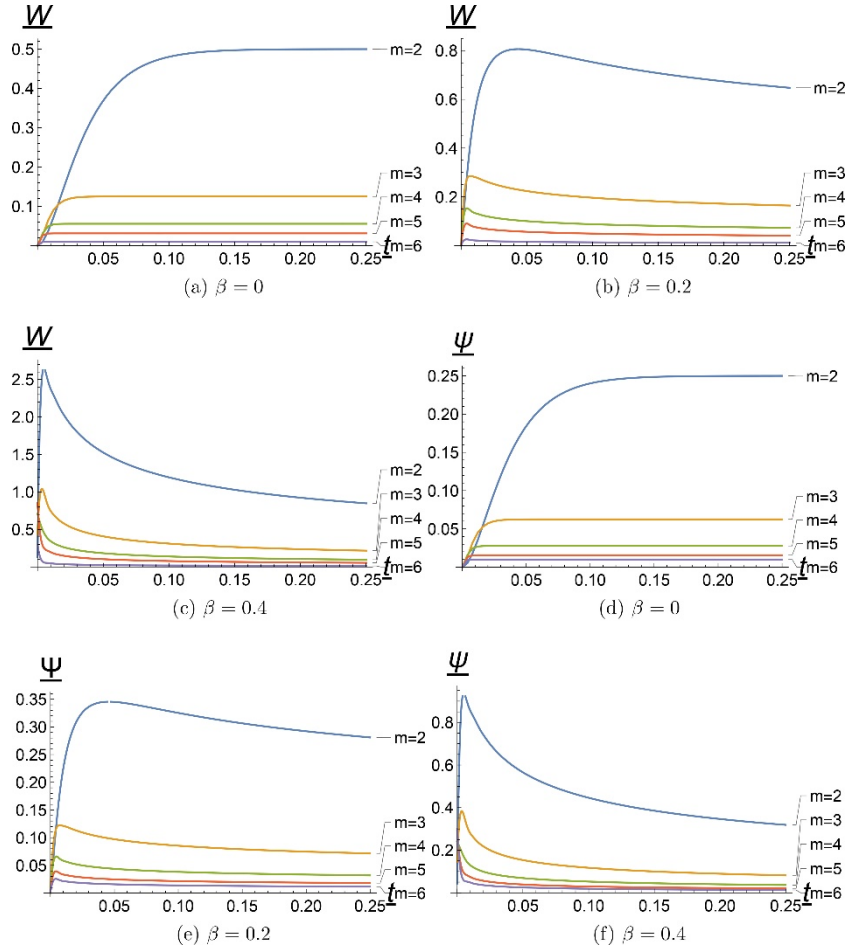 W
0.5
0.4
0.3
0.2
0.1
0.05 0.10 0.15 0.20 0.25
m=2
m=3
m=4
m=5
t m=6
(a) β = 0
W
0.8
0.6
0.4
0.2
0.05 0.10 0.15 0.20 0.25
m=2
m=3
m=4
m=5
t m=6
(b) β = 0.2
W
2.5
2.0
1.5
1.0
0.5
0.05 0.10 0.15 0.20 0.25
m=2
m=3
m=4
m=5
t m=6
(c) β = 0.4
ψ
0.25
0.20
0.15
0.10
0.05
0.05 0.10 0.15 0.20 0.25
m=2
m=3
m=4
m=5
t m=6
(d) β = 0
Ψ
0.35
0.30
0.25
0.20
0.15
0.10
0.05
0.05 0.10 0.15 0.20 0.25
m=2
m=3
m=4
m=5
t m=6
(e) β = 0.2
ψ
0.8
0.6
0.4
0.2
0.05 0.10 0.15 0.20 0.25
m=2
m=3
m=4
m=5
t m=6
(f) β = 0.4